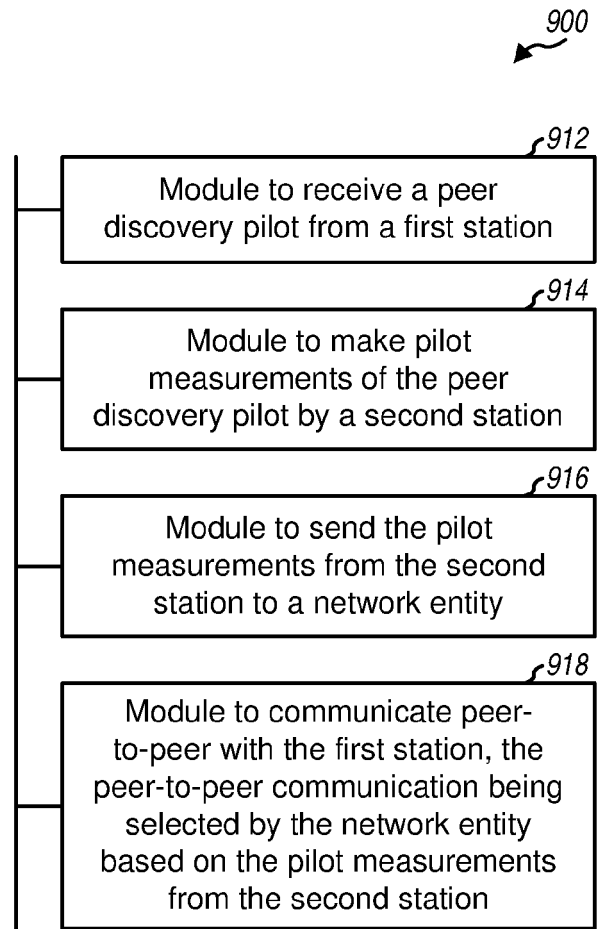 900
912
Module to receive a peer
discovery pilot from a first station
914
Module to make pilot
measurements of the peer
discovery pilot by a second station
916
Module to send the pilot
measurements from the second
station to a network entity
918
Module to communicate peer-
to-peer with the first station, the
peer-to-peer communication being
selected by the network entity
based on the pilot measurements
from the second station